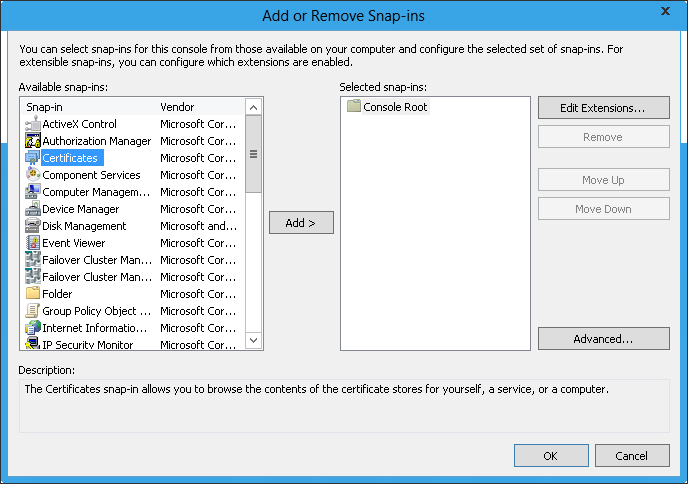 Add or Remove Snap-ins
You can select snap-ins for this console from those available on your computer and configure the selected set of snap-ins. For
extensible snap-ins, you can configure which extensions are enabled.
Available snap-ins:
Selected snap-ins:
Snap-in Vendor
ActiveX Control Microsoft Cor...
Authorization Manager Microsoft Cor...
Certificates Microsoft Cor...
Component Services Microsoft Cor...
Computer Managem... Microsoft Cor...
Device Manager Microsoft Cor...
Disk Management Microsoft and...
Event Viewer Microsoft Cor...
Failover Cluster Man... Microsoft Cor...
Failover Cluster Man... Microsoft Cor...
Folder Microsoft Cor...
Group Policy Object ... Microsoft Cor...
Internet Informatio... Microsoft Cor...
IP Security Monitor Microsoft Cor...
Add >
Console Root
Edit Extensions...
Remove
Move Up
Move Down
Advanced...
Description:
The Certificates snap-in allows you to browse the contents of the certificate stores for yourself, a service, or a computer.
OK
Cancel